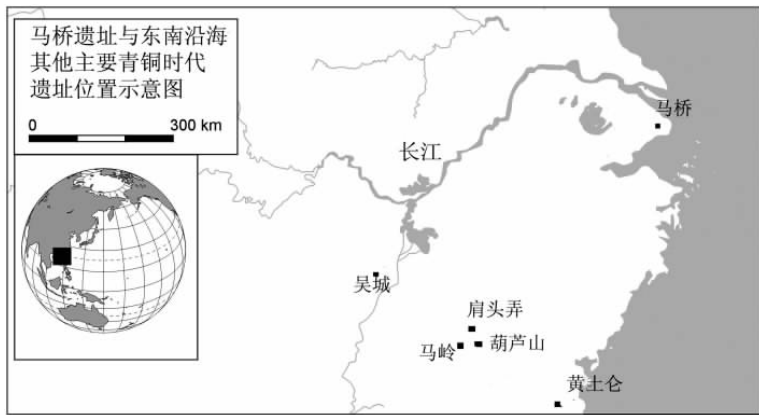 马桥遗址与东南沿海
其他主要青铜时代
遗址位置示意图
0 300 km
长江
马桥
吴城
肩头弄
马岭
葫芦山
黄土仑